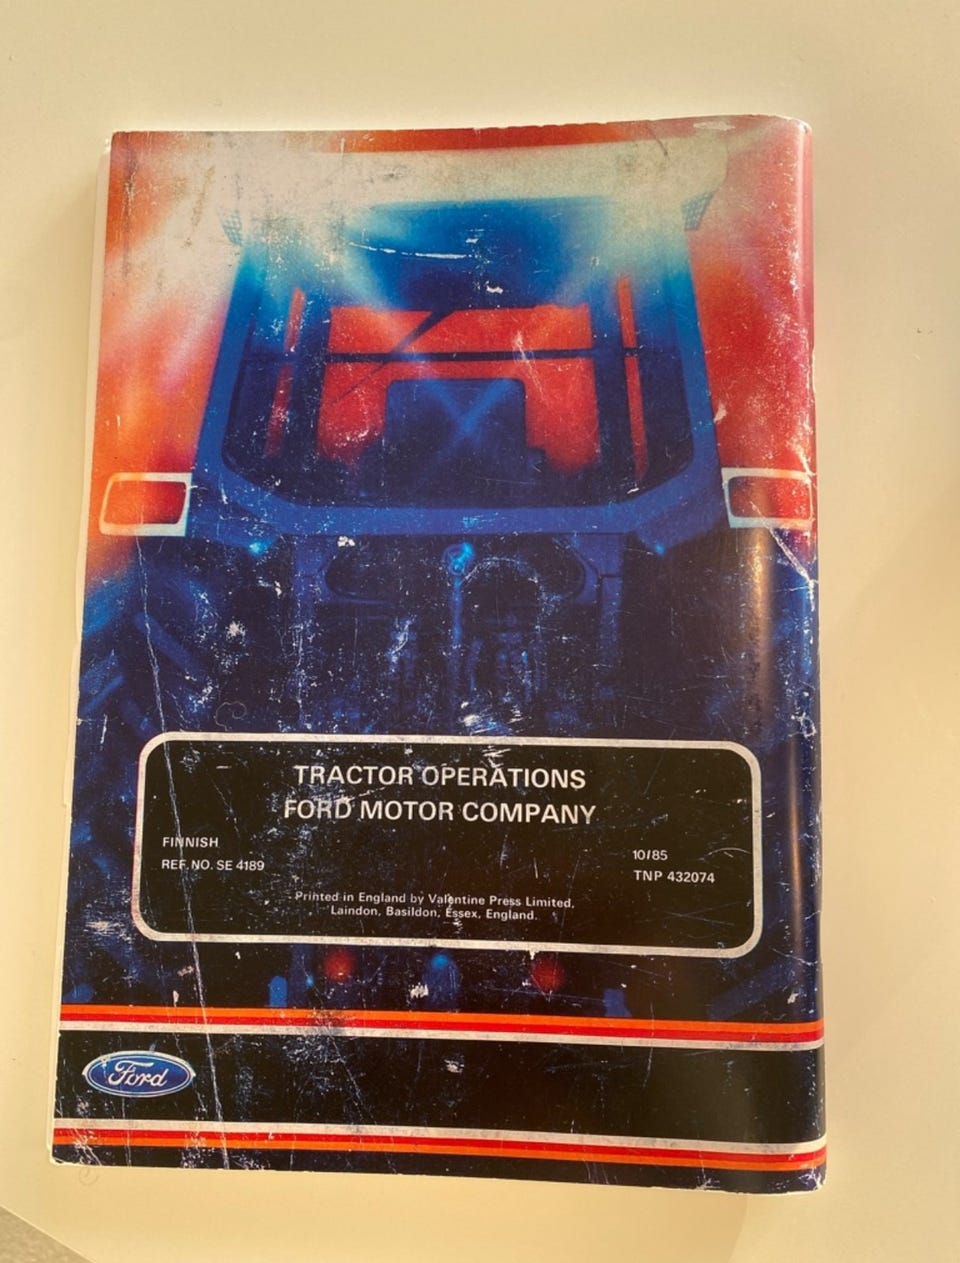 TRACTOR OPERATIONS
FORD MOTOR COMPANY
FINNISH
REF. NO. SE 4189
10/85
TNP 432074
Printed in England by Valentine Press Limited,
Laindon, Basildon, Essex, England.
Ford